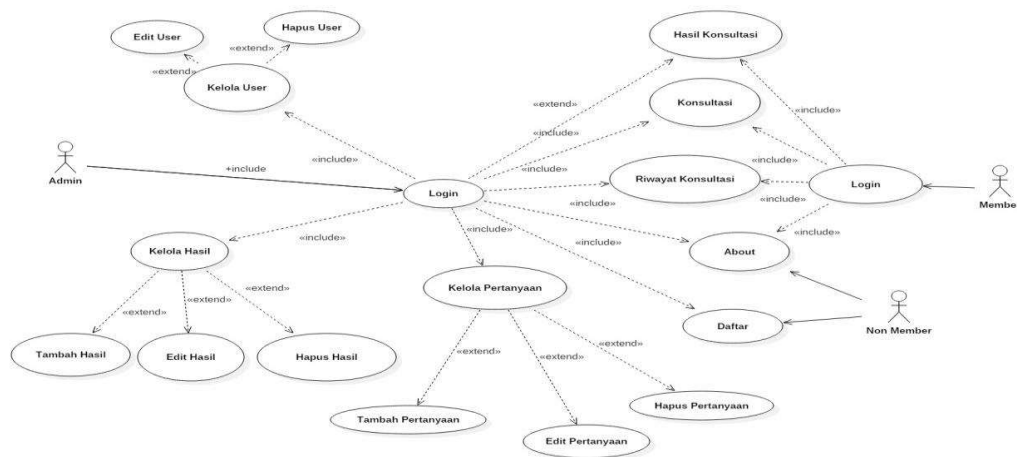 Edit User
Hapus User
«extend»
«extend»
Kelola User
Hasil Konsultasi
Konsultasi
«extend»
«include»
«include»
«include»
«include»
«include»
Admin
+include
Login
Riwayat Konsultasi
Login
Membe
«include»
«include»
«include»
«include»
«include»
«include»
Kelola Hasil
About
Kelola Pertanyaan
«extend»
«extend»
«extend»
Daftar
Non Member
Tambah Hasil
Edit Hasil
Hapus Hasil
«extend»
«extend»
«extend»
Tambah Pertanyaan
Hapus Pertanyaan
Edit Pertanyaan